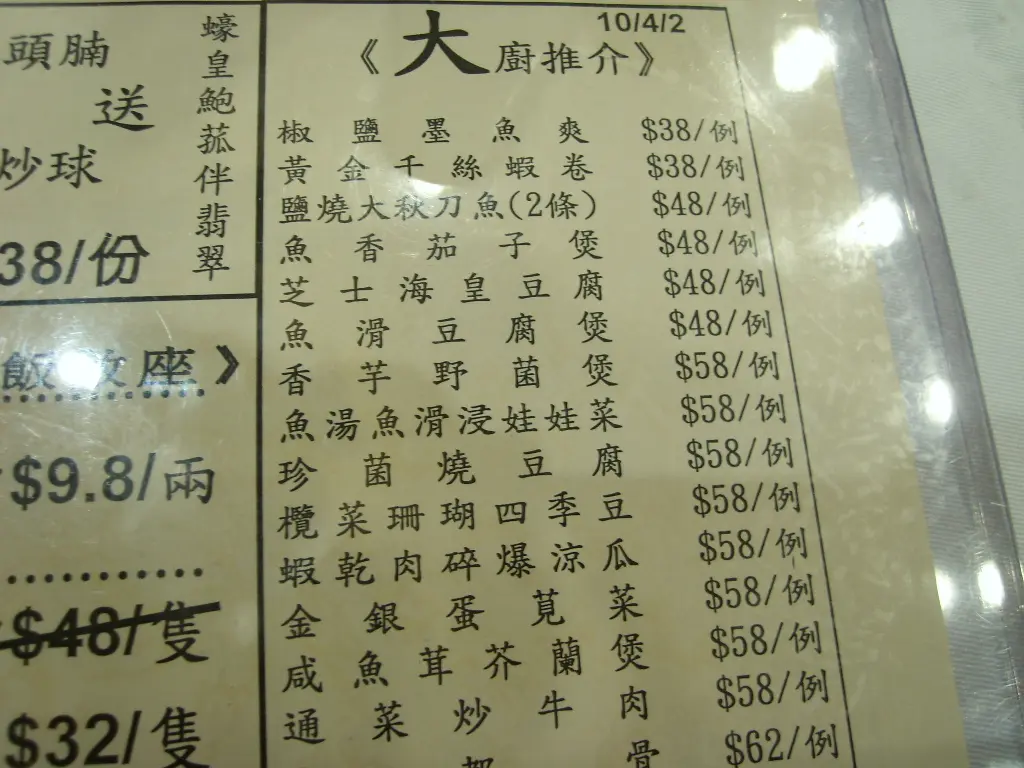 頭腩
送
炒球
38/份
蠔皇鮑菰伴翡翠
飯敬座》
$9.8/兩
$48/隻
$32/隻
10/4/2
《大廚推介》
椒鹽墨魚爽 $38/例
黃金千絲蝦卷 $38/例
鹽燒大秋刀魚(2條) $48/例
魚香茄子煲 $48/例
芝士海皇豆腐 $48/例
魚滑豆腐煲 $48/例
香芋野菌煲 $58/例
魚湯魚滑浸娃娃菜 $58/例
珍菌燒豆腐 $58/例
欖菜珊瑚四季豆 $58/例
蝦乾肉碎爆涼瓜 $58/例
金銀蛋莧菜 $58/例
咸魚茸芥蘭煲 $58/例
通菜炒牛肉 $58/例
骨 $62/例